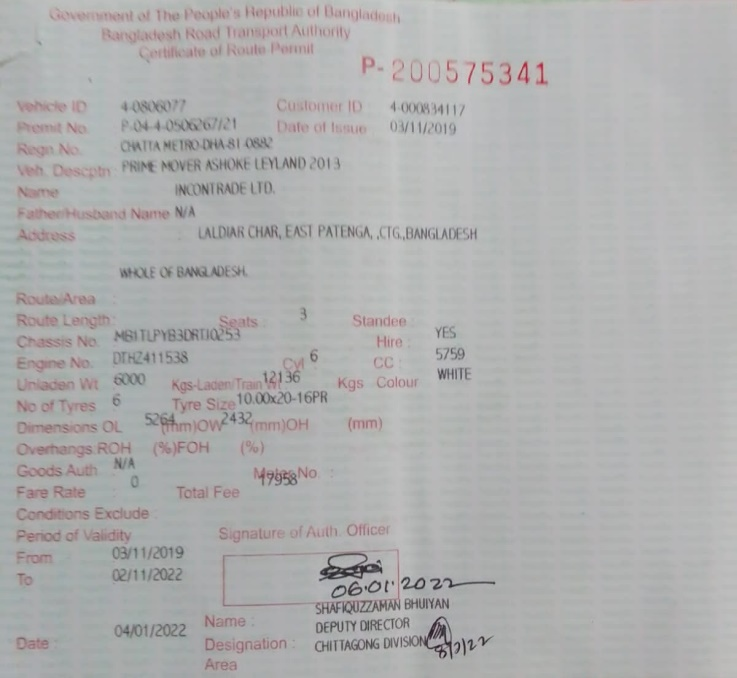 Government of The People's Republic of Bangladesh
Bangladesh Road Transport Authority
Certificate of Route Permit
P-200575341
Vehicle ID 4-0806077 Customer ID 4-000834117
Premit No. P-04-4-0506267/21 Date of Issue 03/11/2019
Regn No. CHATTA METRO-DHA-81-0882
Veh. Descptn: PRIME MOVER ASHOKE LEYLAND 2013
Name INCONTRADE LTD.
Father/Husband Name N/A
Address LALDIAR CHAR, EAST PATENGA, ,CTG.,BANGLADESH
WHOLE OF BANGLADESH.
Route/Area :
Route Length: Seats : 3 Standee :
Chassis No. MB1TLPYB3DRTI0253 Hire : YES
Engine No. DTHZ411538 Cyl 6 CC : 5759
Unladen Wt 6000 Kgs-Laden/Train Wt. 12136 Kgs Colour WHITE
No of Tyres 6 Tyre Size 10.00x20-16PR
Dimensions OL 5264 (mm)OW 2432 (mm)OH (mm)
Overhangs:ROH (%)FOH (%)
Goods Auth N/A 17958 No. :
Fare Rate : 0 Total Fee
Conditions Exclude :
Period of Validity Signature of Auth. Officer
From 03/11/2019
To 02/11/2022
06.01.2022
SHAFIQUZZAMAN BHUIYAN
Name :
DEPUTY DIRECTOR
Date : 04/01/2022 Designation : CHITTAGONG DIVISION
Area